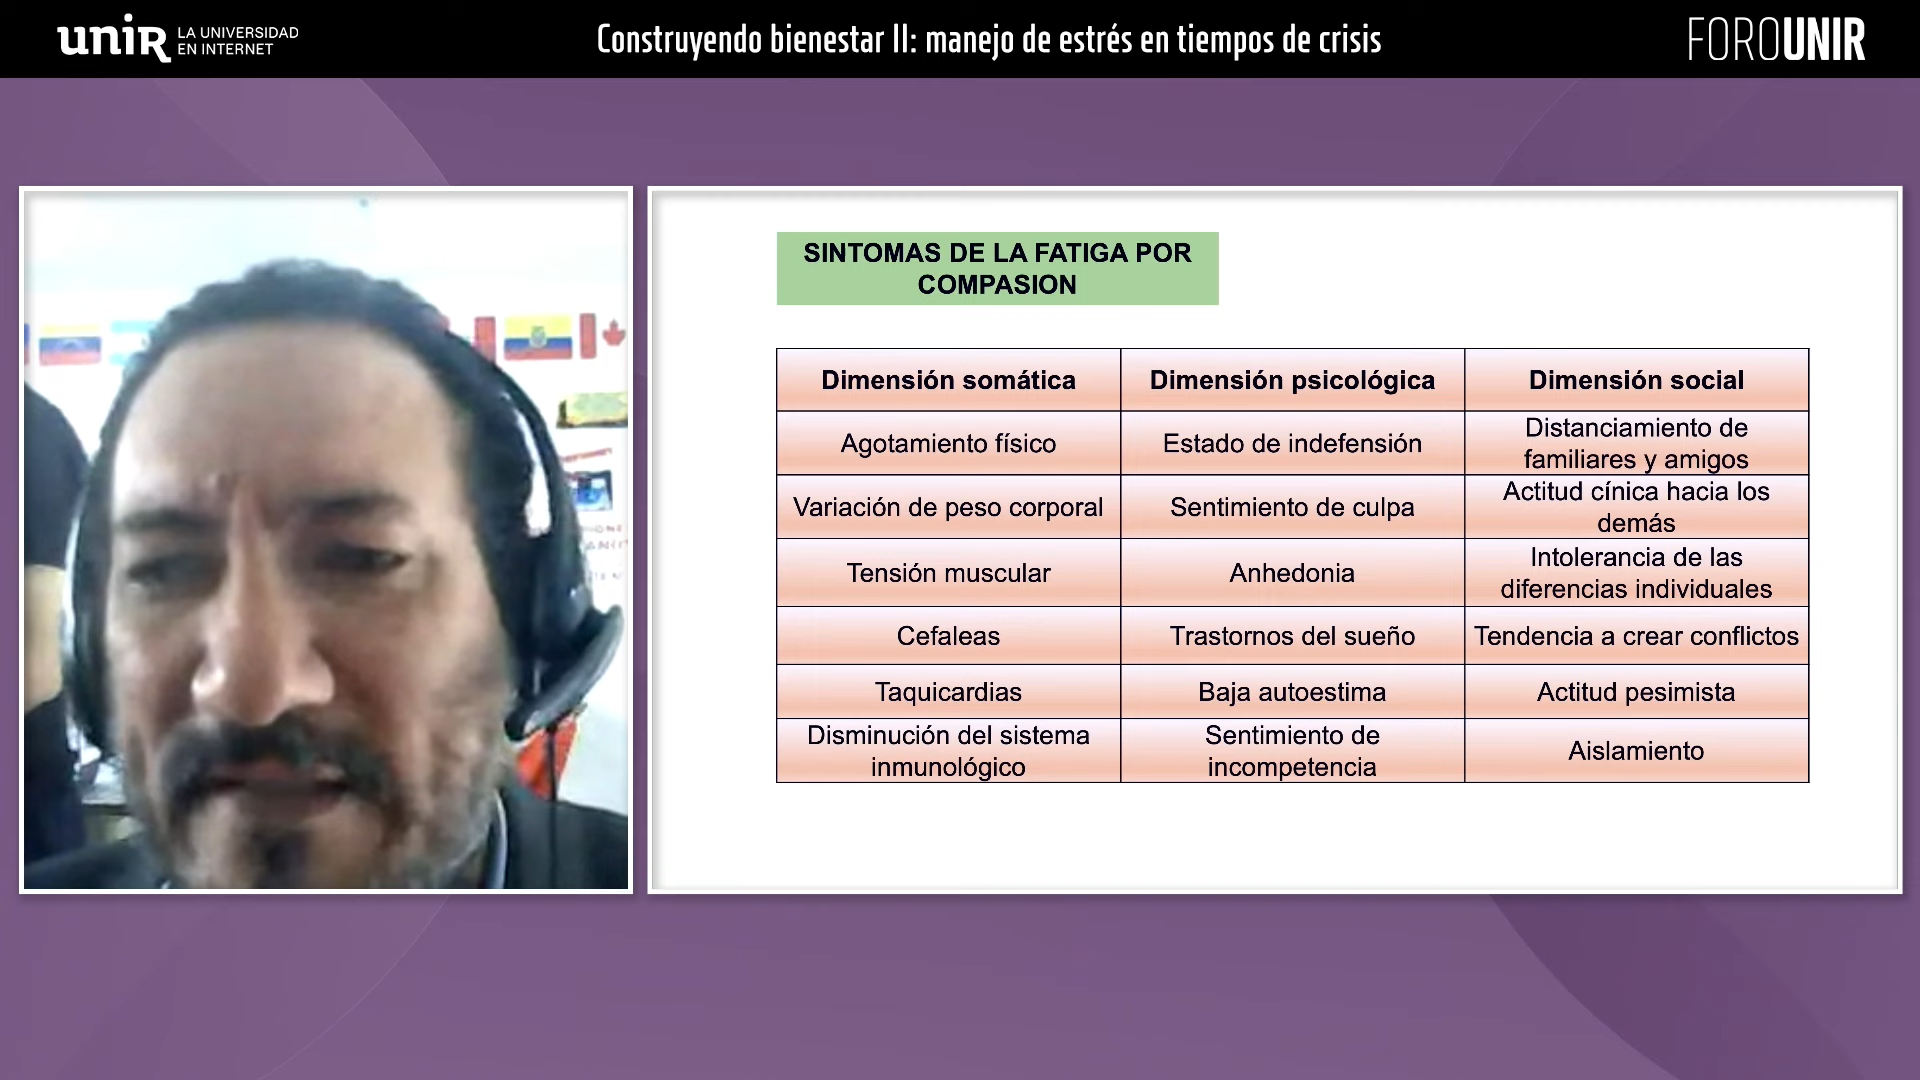 unir LA UNIVERSIDAD
EN INTERNET
Construyendo bienestar II: manejo de estrés en tiempos de crisis
FOROUNIR
SINTOMAS DE LA FATIGA POR
COMPASION
Dimensión somática
Dimensión psicológica
Dimensión social
Agotamiento físico
Estado de indefensión
Distanciamiento de
familiares y amigos
Variación de peso corporal
Sentimiento de culpa
Actitud cínica hacia los
demás
Tensión muscular
Anhedonia
Intolerancia de las
diferencias individuales
Cefaleas
Trastornos del sueño
Tendencia a crear conflictos
Taquicardias
Baja autoestima
Actitud pesimista
Disminución del sistema
inmunológico
Sentimiento de
incompetencia
Aislamiento